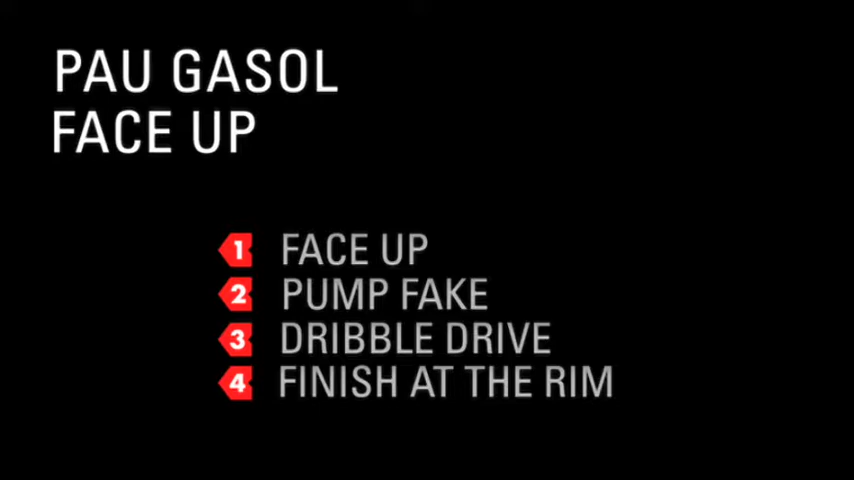 PAU GASOL
FACE UP
1 FACE UP
2 PUMP FAKE
3 DRIBBLE DRIVE
4 FINISH AT THE RIM